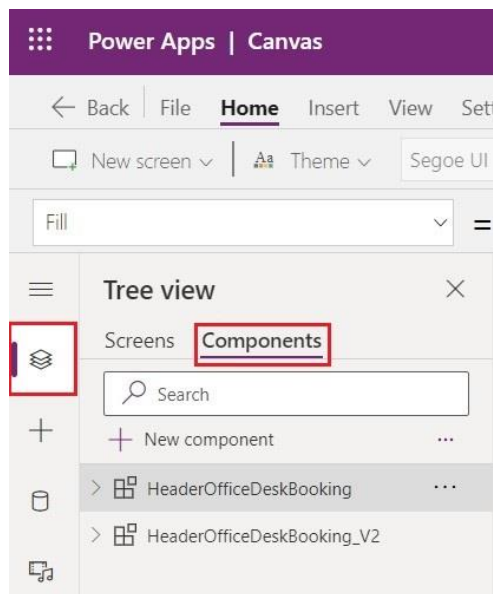 Power Apps | Canvas
Back File Home Insert View Set
New screen Aa Theme Segoe UI
Fill =
Tree view
Screens Components
Search
New component ...
HeaderOfficeDeskBooking ...
HeaderOfficeDeskBooking_V2